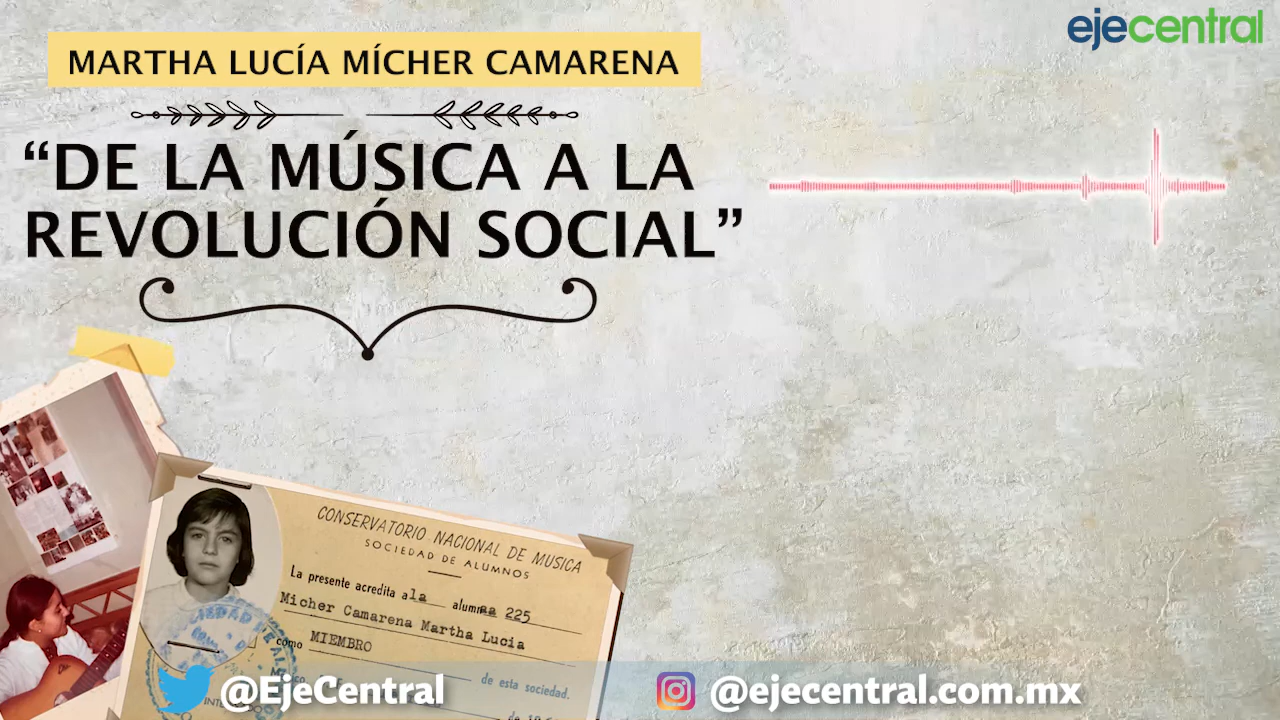 ejecentral
MARTHA LUCÍA MÍCHER CAMARENA
“DE LA MÚSICA A LA
REVOLUCIÓN SOCIAL”
CONSERVATORIO NACIONAL DE MUSICA
SOCIEDAD DE ALUMNOS
La presente acredita a la alumna 225
Micher Camarena Martha Lucia
como MIEMBRO
de esta sociedad.
@EjeCentral
@ejecentral.com.mx